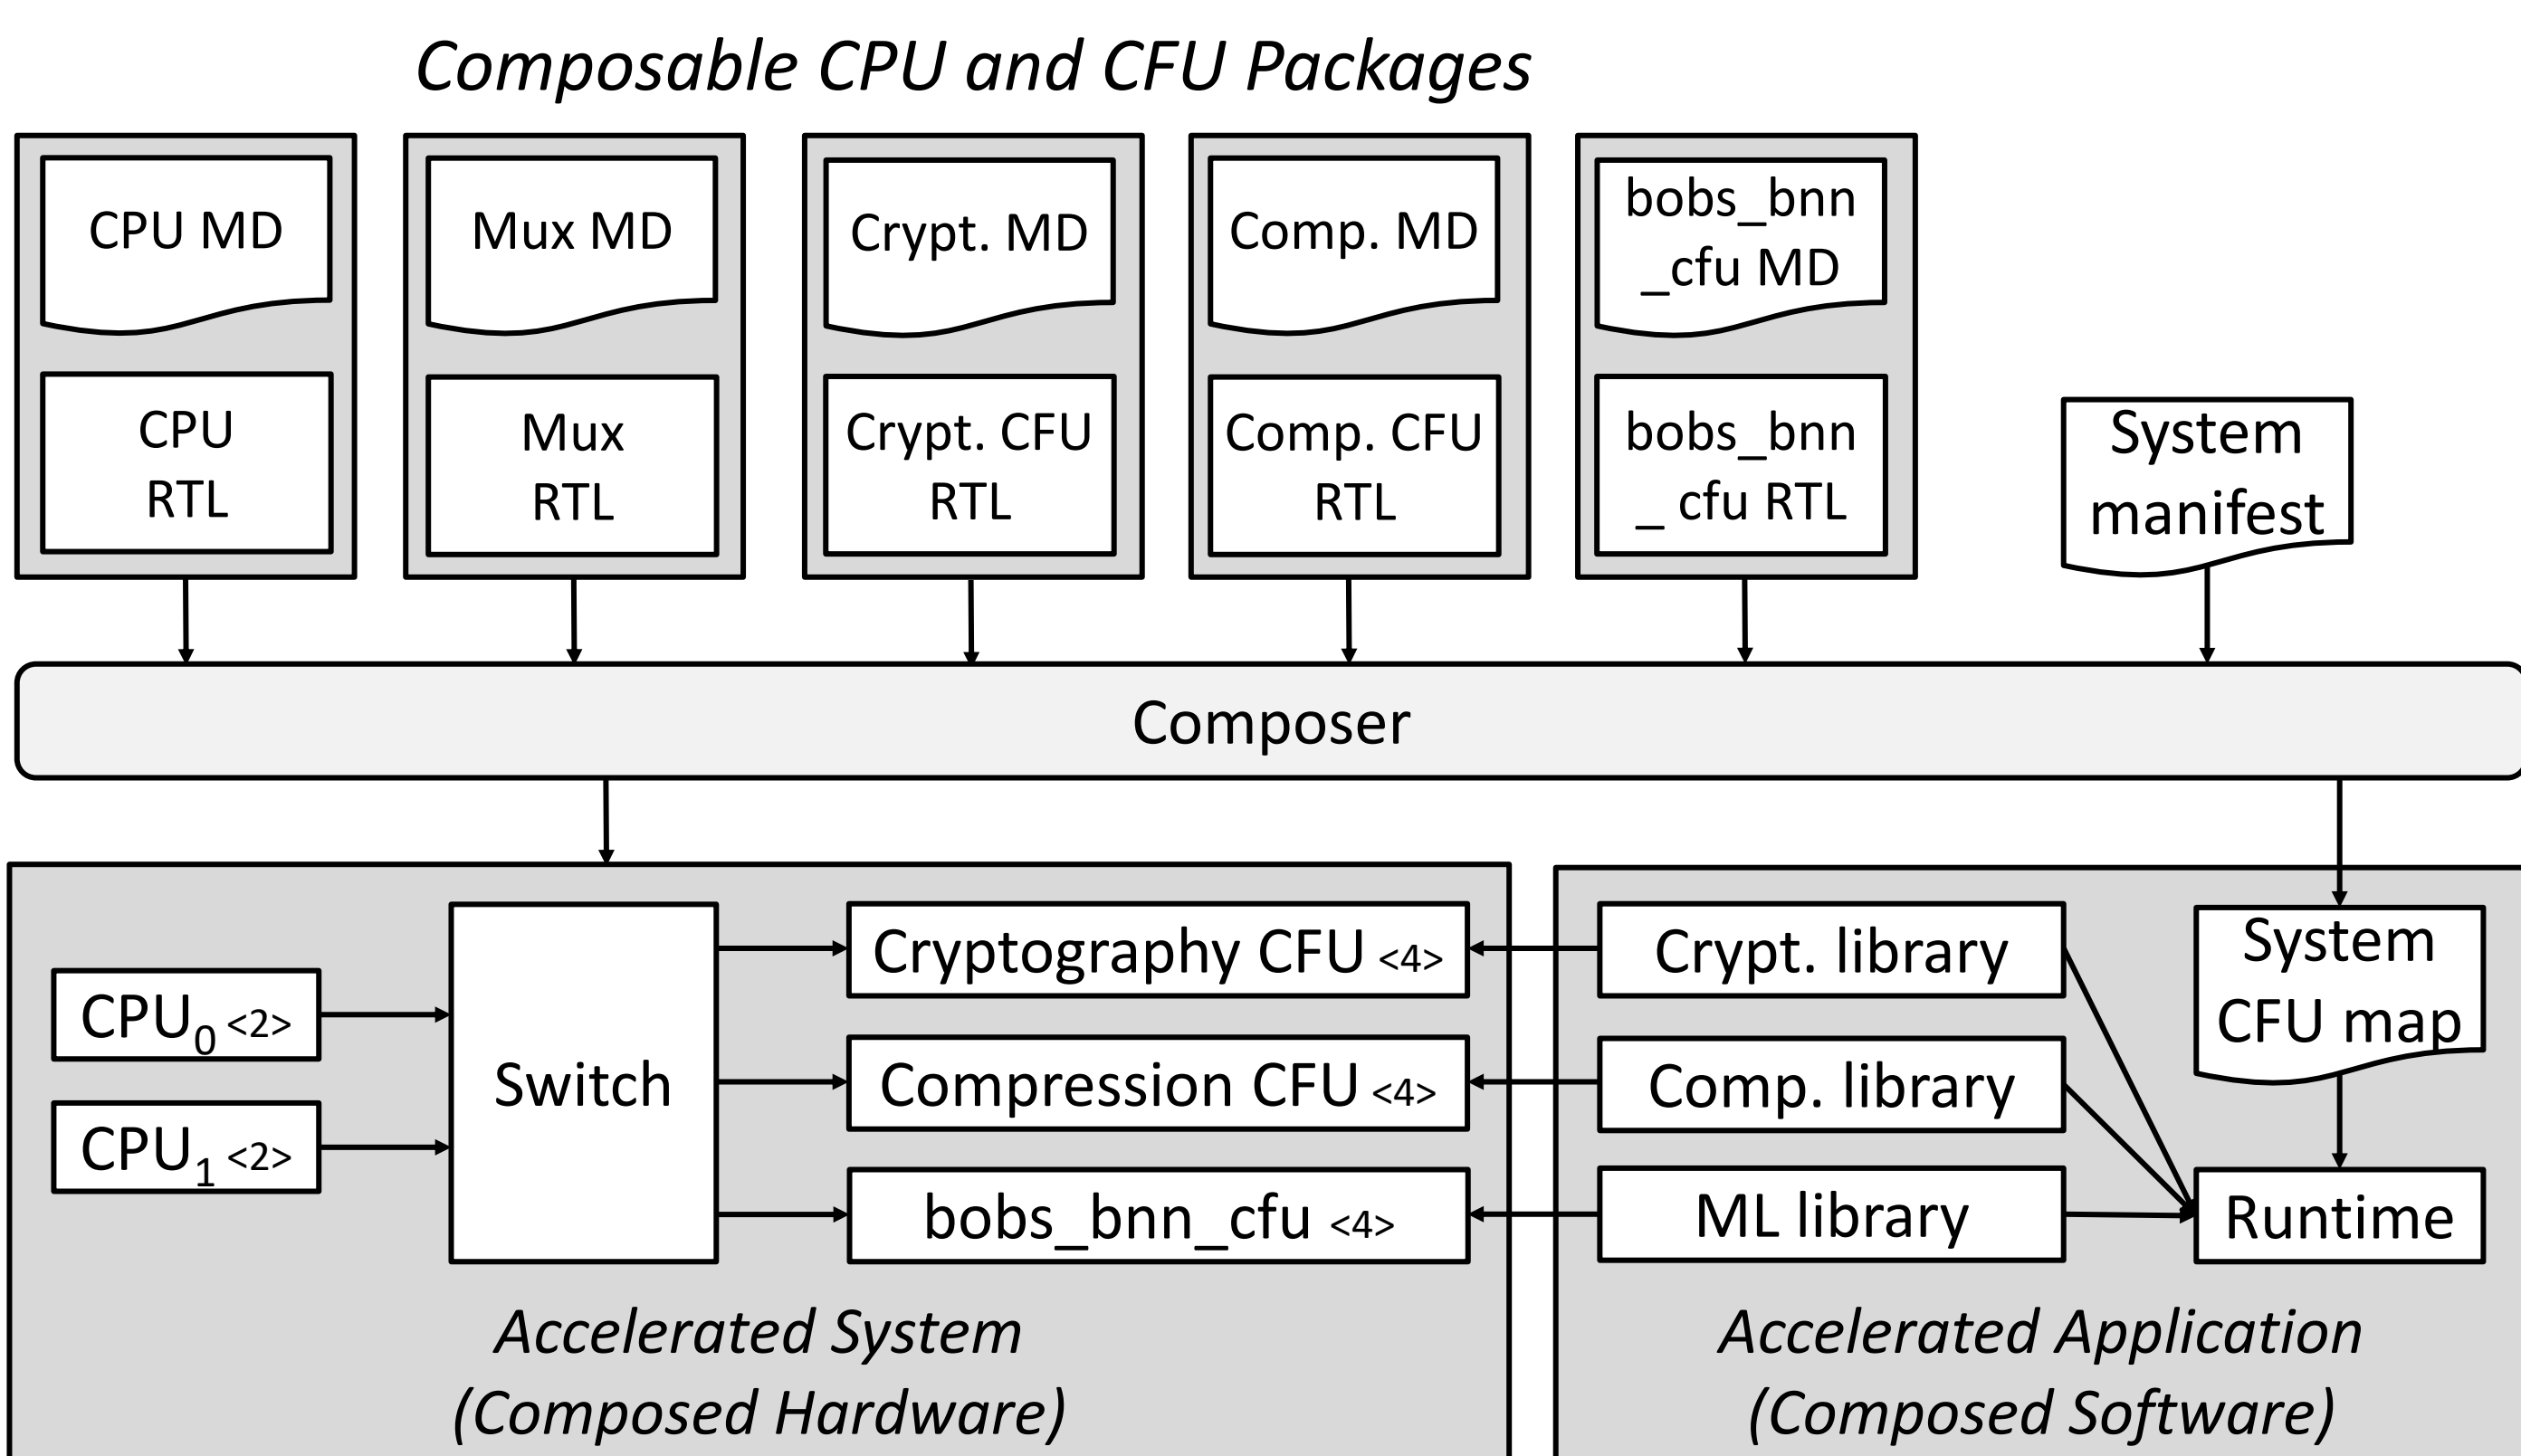 Composable CPU and CFU Packages
CPU MD
Mux MD
Crypt. MD
Comp. MD
bobs_bnn
_cfu MD
CPU
RTL
Mux
RTL
Crypt. CFU
RTL
Comp. CFU
RTL
bobs_bnn
_ cfu RTL
System
manifest
Composer
CPU0 <2>
CPU1 <2>
Switch
Cryptography CFU <4>
Compression CFU <4>
bobs_bnn_cfu <4>
Accelerated System
(Composed Hardware)
Crypt. library
Comp. library
ML library
System
CFU map
Runtime
Accelerated Application
(Composed Software)